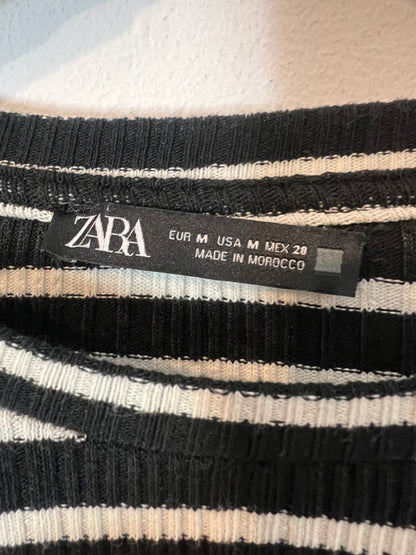 ZARA
EUR M USA M MEX 28
MADE IN MOROCCO